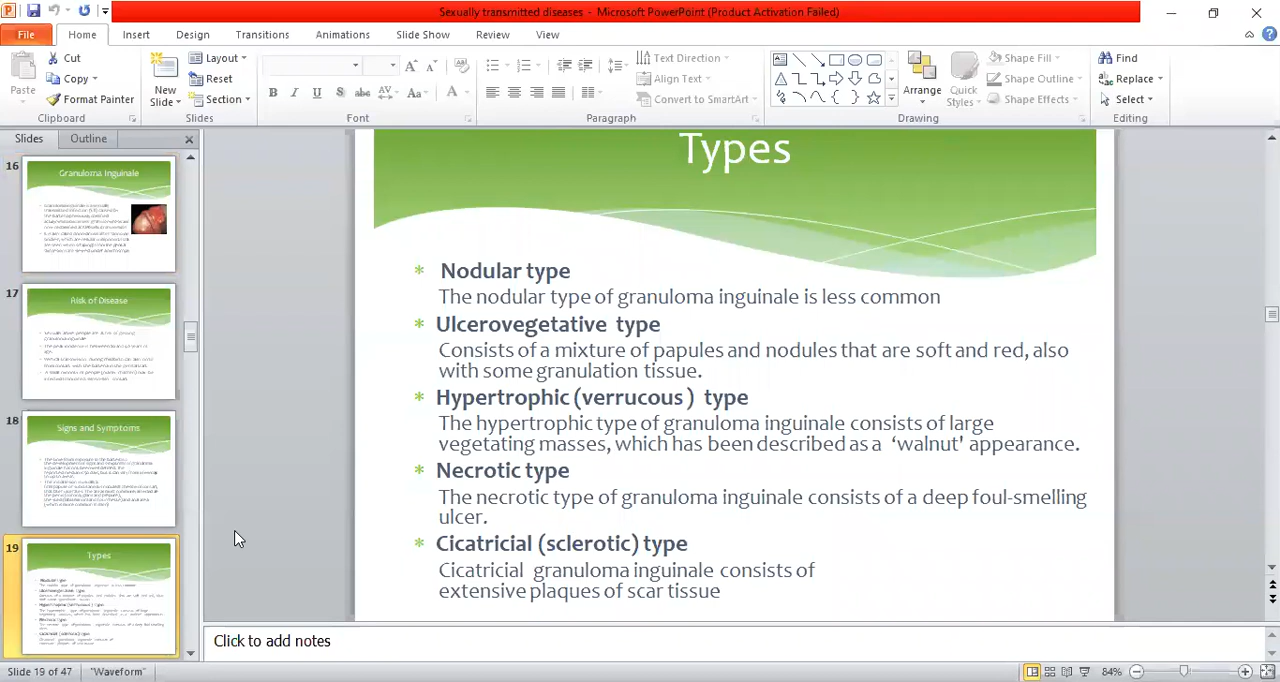 Sexually transmitted diseases - Microsoft PowerPoint (Product Activation Failed)
File Home Insert Design Transitions Animations Slide Show Review View
Paste
Cut
Copy
Format Painter
Clipboard
New Slide
Layout
Reset
Section
Slides
B I U S abc AV Aa A
Font
Text Direction
Align Text
Convert to SmartArt
Paragraph
Arrange
Quick Styles
Shape Fill
Shape Outline
Shape Effects
Drawing
Find
Replace
Select
Editing
Slides Outline
16
Granuloma Inguinale
17
Risk of Disease
18
Signs and Symptoms
19
Types
Types
* Nodular type
The nodular type of granuloma inguinale is less common
* Ulcerovegetative type
Consists of a mixture of papules and nodules that are soft and red, also
with some granulation tissue.
* Hypertrophic (verrucous ) type
The hypertrophic type of granuloma inguinale consists of large
vegetating masses, which has been described as a ‘walnut' appearance.
* Necrotic type
The necrotic type of granuloma inguinale consists of a deep foul-smelling
ulcer.
* Cicatricial (sclerotic) type
Cicatricial granuloma inguinale consists of
extensive plaques of scar tissue
Click to add notes
Slide 19 of 47 "Waveform" 84%